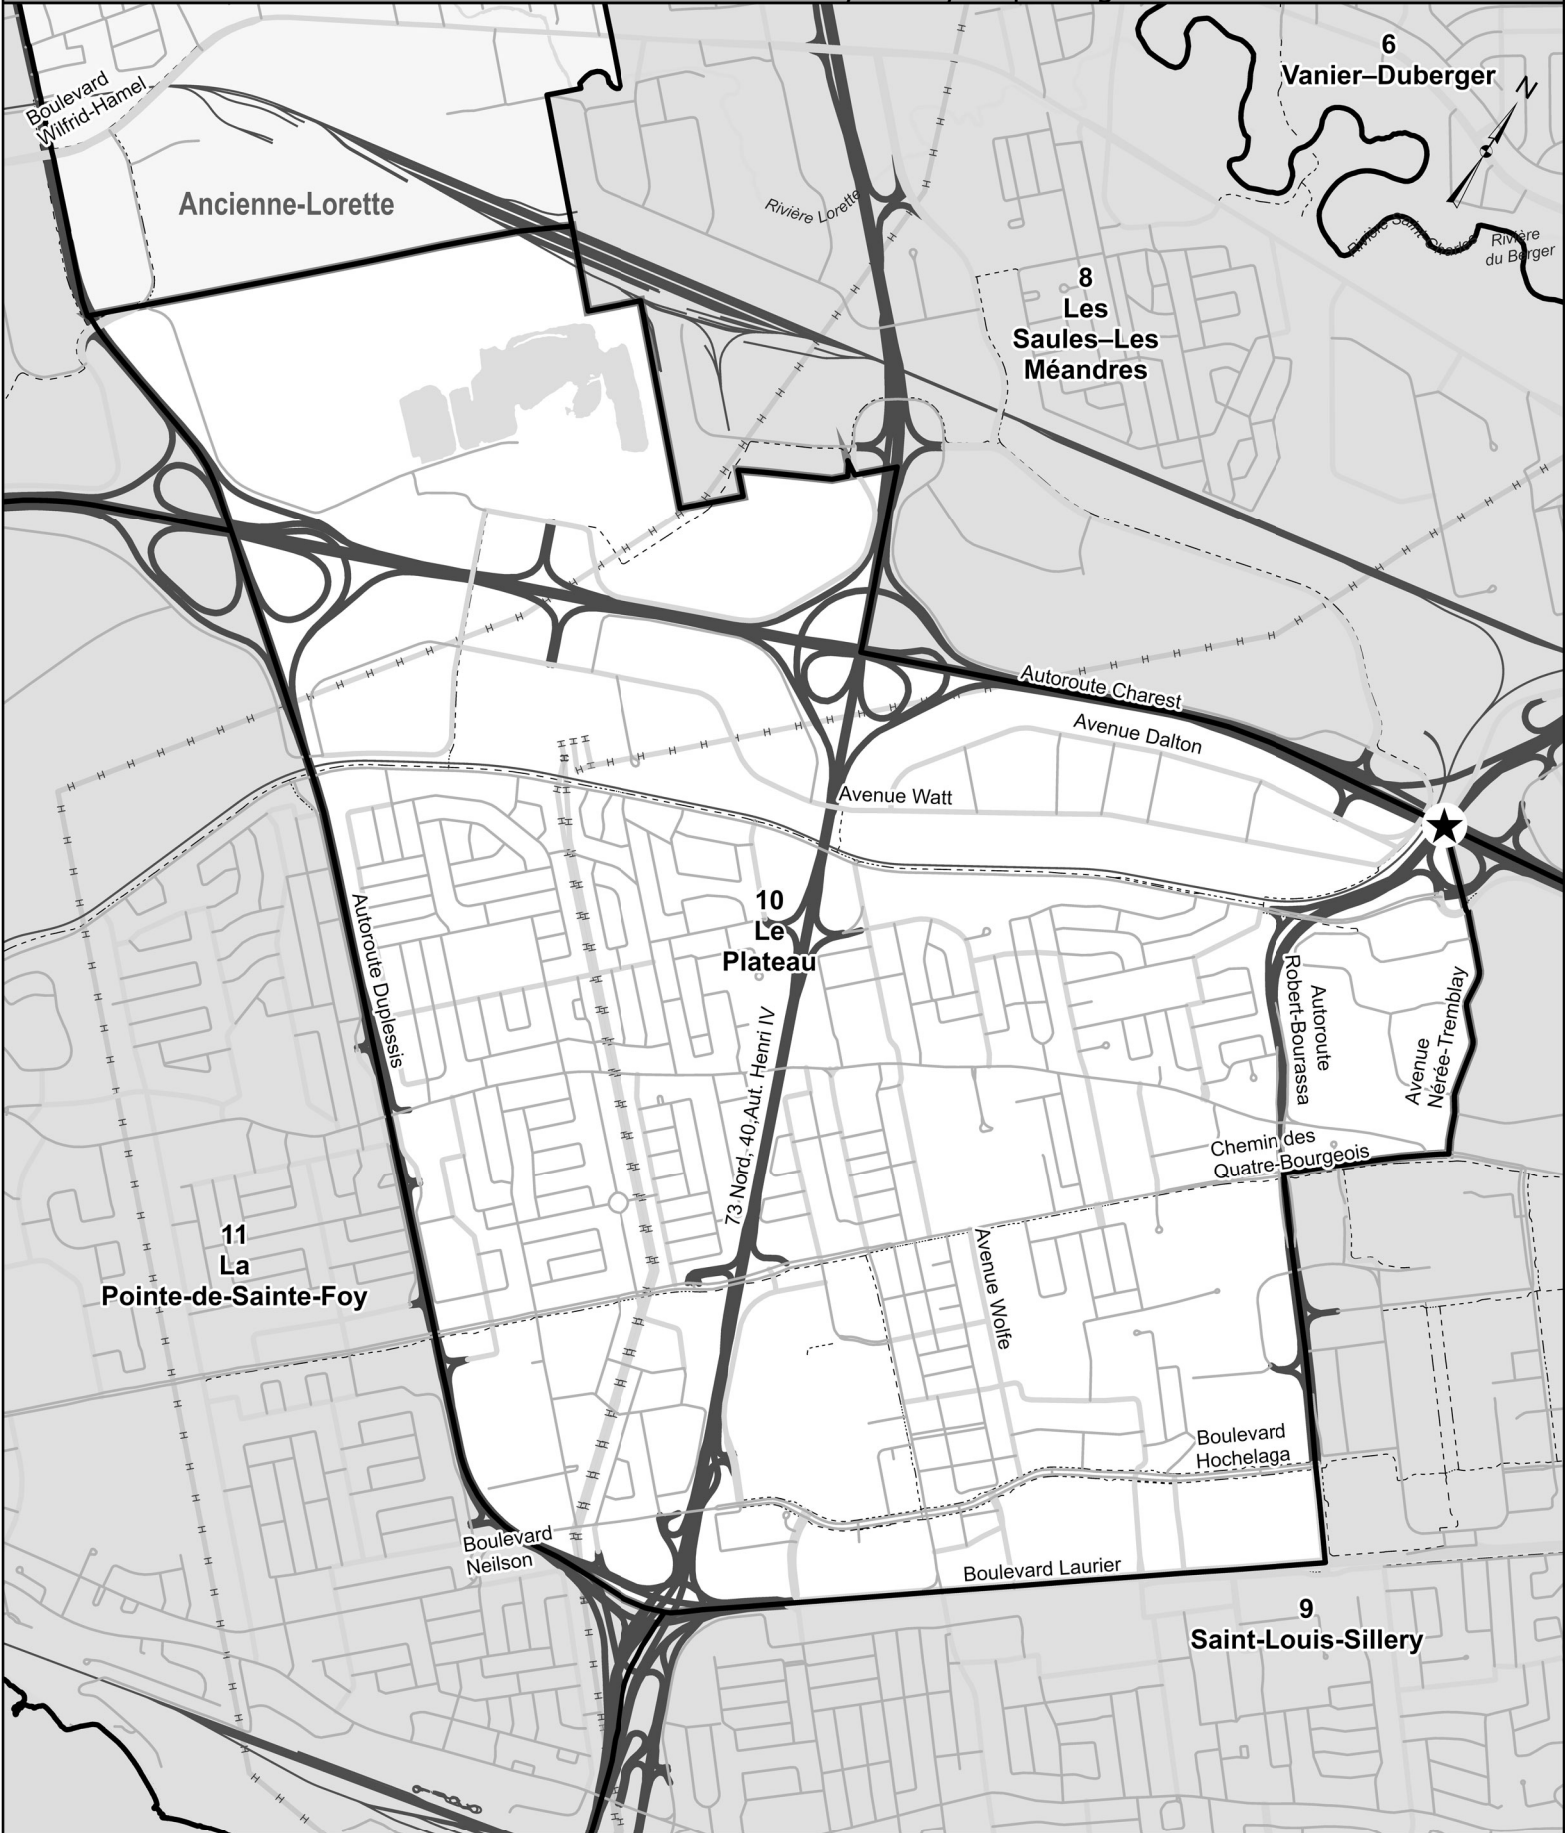 6
Vanier–Duberger
N
Boulevard
Wilfrid-Hamel
Ancienne-Lorette
Rivière Lorette
Rivière Saint-Charles
Rivière
du Berger
8
Les
Saules–Les
Méandres
Autoroute Charest
Avenue Dalton
Avenue Watt
10
Le
Plateau
Autoroute Duplessis
73 Nord, 40,Aut. Henri IV
Autoroute
Robert-Bourassa
Avenue
Nérée-Tremblay
Chemin des
Quatre-Bourgeois
11
La
Pointe-de-Sainte-Foy
Avenue Wolfe
Boulevard
Hochelaga
Boulevard
Neilson
Boulevard Laurier
9
Saint-Louis-Sillery